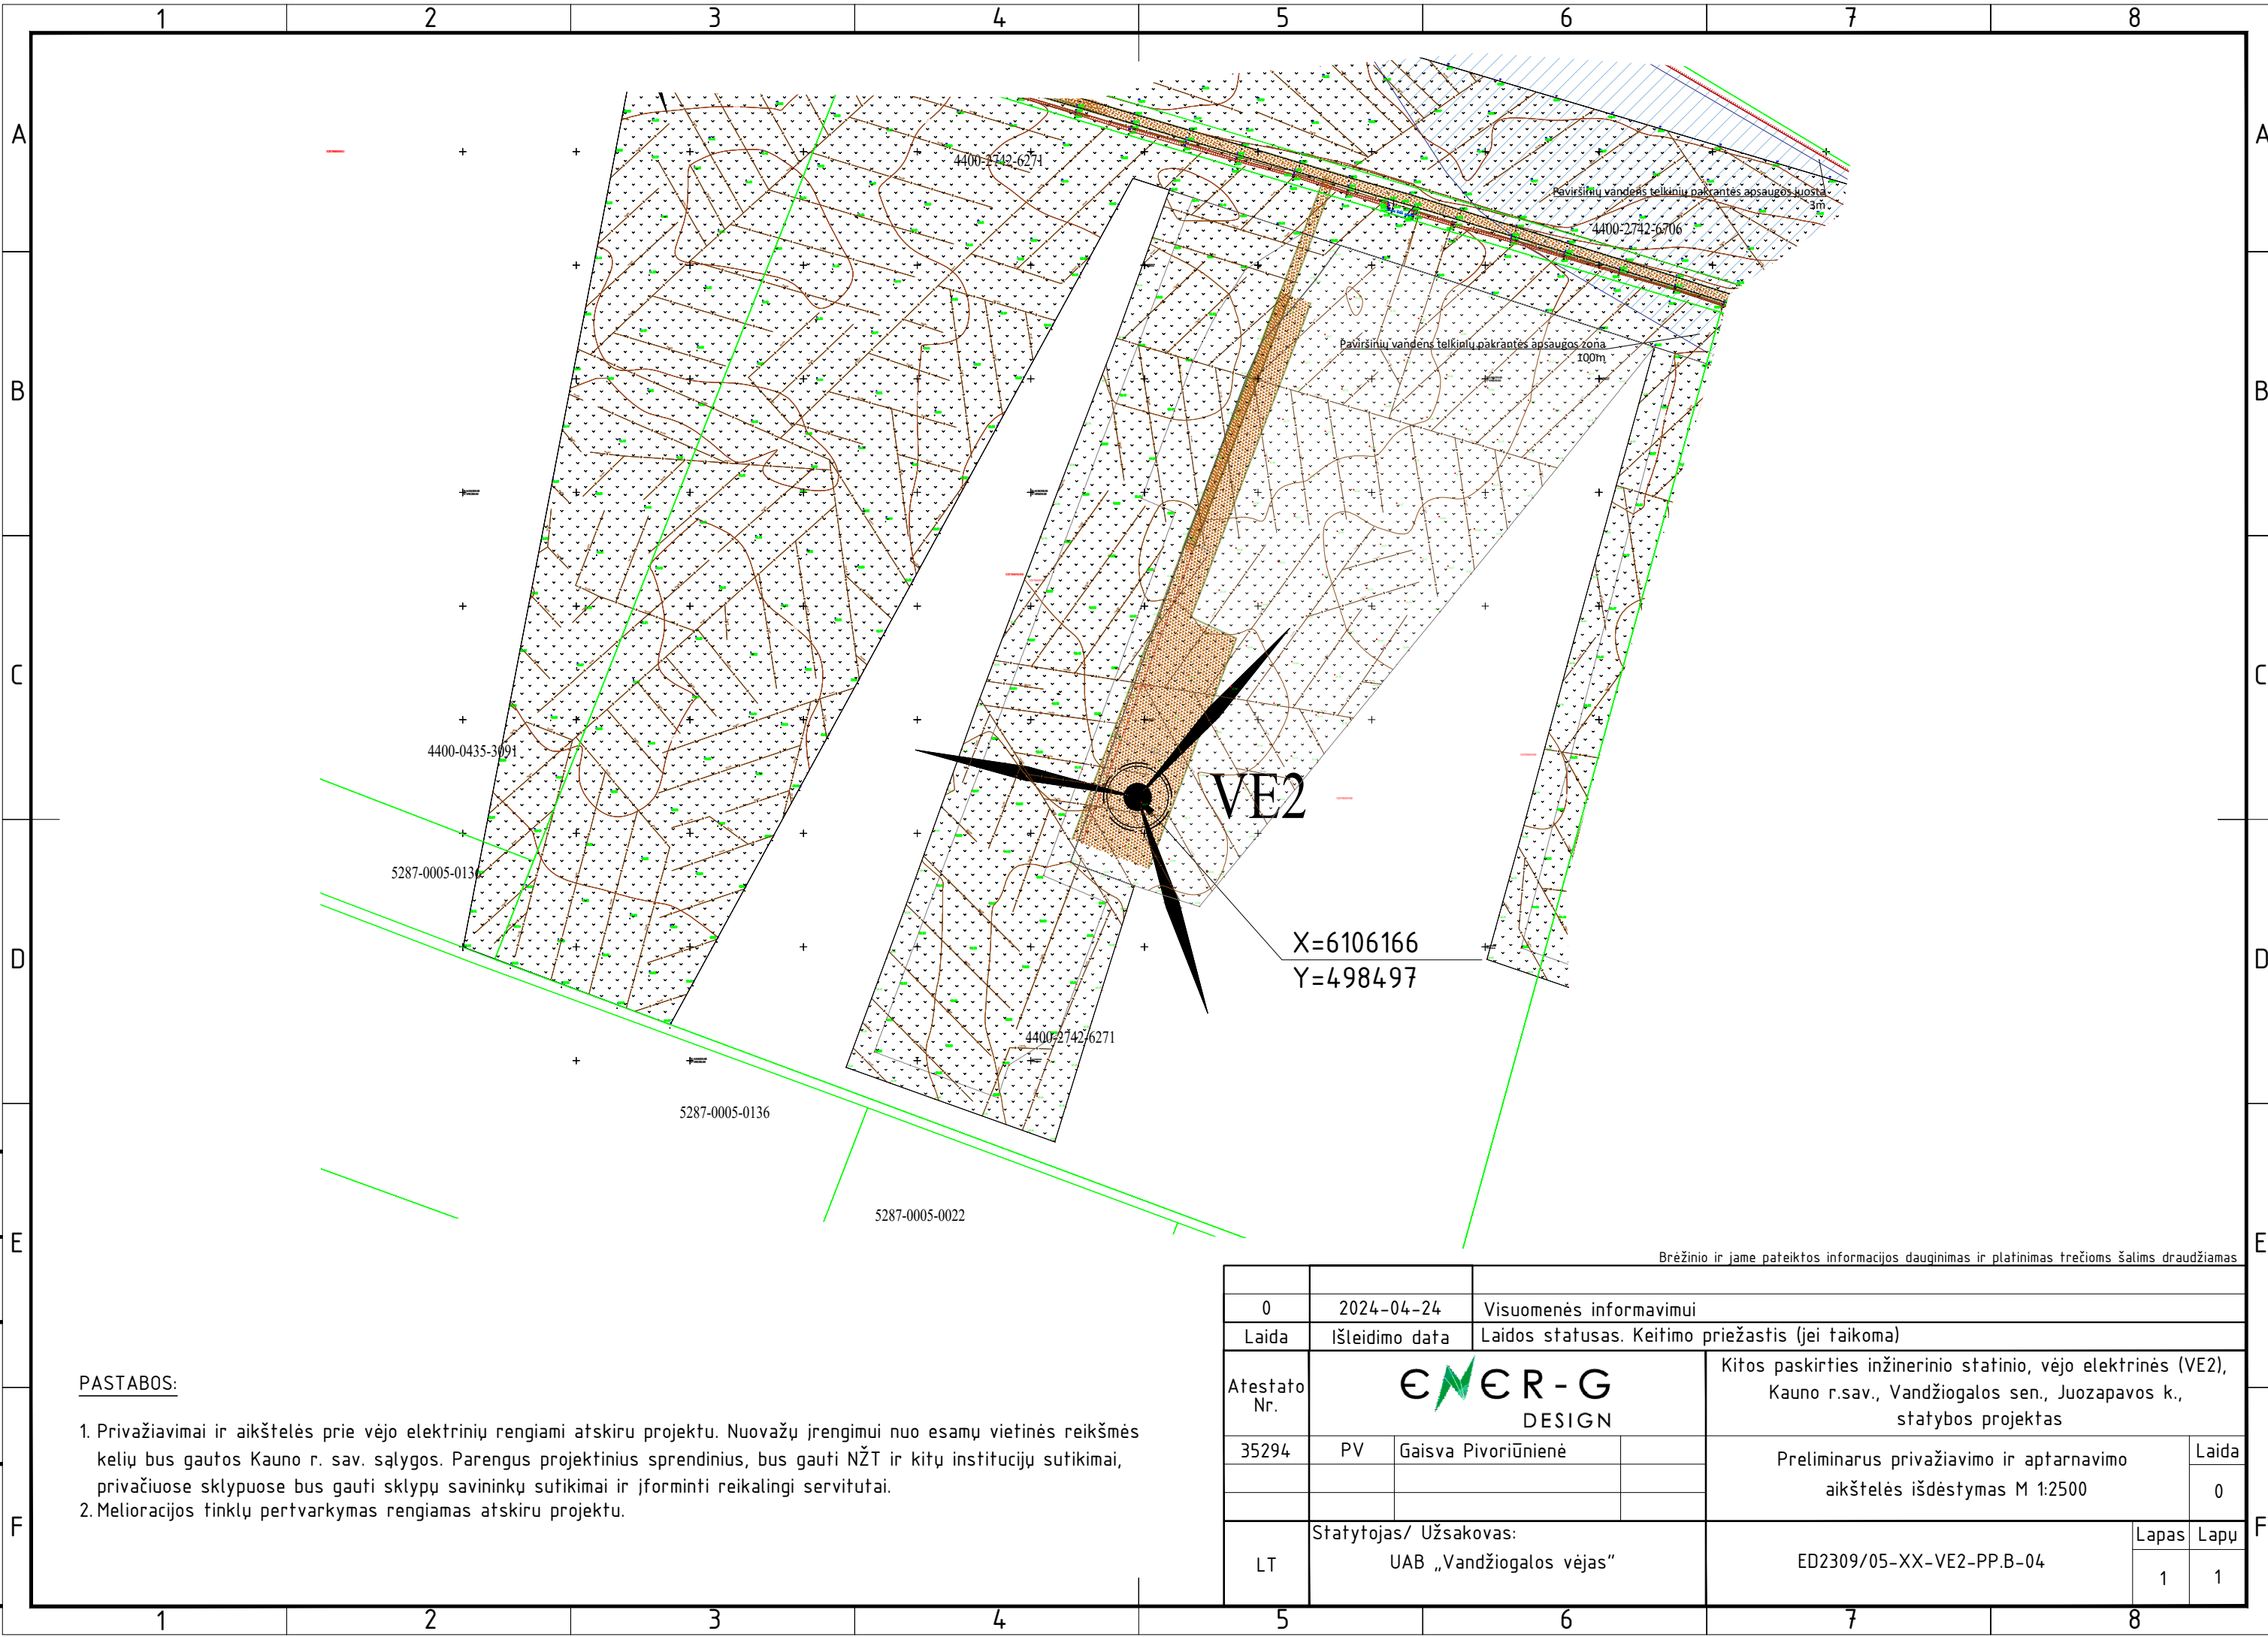 1 2 3 4 5 6 7 8
A
A
4400-2742-6271
Paviršinių vandens telkinių pakrantės apsaugos juosta
3m
4400-2742-6706
Paviršinių vandens telkinių pakrantės apsaugos zona
100m
B
B
C
C
4400-0435-3091
VE2
5287-0005-0136
X=6106166
Y=498497
D
D
4400-2742-6271
5287-0005-0136
5287-0005-0022
E
E
Brėžinio ir jame pateiktos informacijos dauginimas ir platinimas trečioms šalims draudžiamas
0 2024-04-24 Visuomenės informavimui
Laida Išleidimo data Laidos statusas. Keitimo priežastis (jei taikoma)
Atestato
Nr.
ENER-G
DESIGN
Kitos paskirties inžinerinio statinio, vėjo elektrinės (VE2),
Kauno r.sav., Vandžiogalos sen., Juozapavos k.,
statybos projektas
35294 PV Gaisva Pivoriūnienė
Preliminarus privažiavimo ir aptarnavimo
aikštelės išdėstymas M 1:2500
Laida
0
LT
Statytojas/ Užsakovas:
UAB „Vandžiogalos vėjas“
ED2309/05-XX-VE2-PP.B-04
Lapas Lapų
1 1
PASTABOS:
1. Privažiavimai ir aikštelės prie vėjo elektrinių rengiami atskiru projektu. Nuovažų įrengimui nuo esamų vietinės reikšmės
kelių bus gautos Kauno r. sav. sąlygos. Parengus projektinius sprendinius, bus gauti NŽT ir kitų institucijų sutikimai,
privačiuose sklypuose bus gauti sklypų savininkų sutikimai ir įforminti reikalingi servitutai.
2. Melioracijos tinklų pertvarkymas rengiamas atskiru projektu.
F
F
1 2 3 4 5 6 7 8